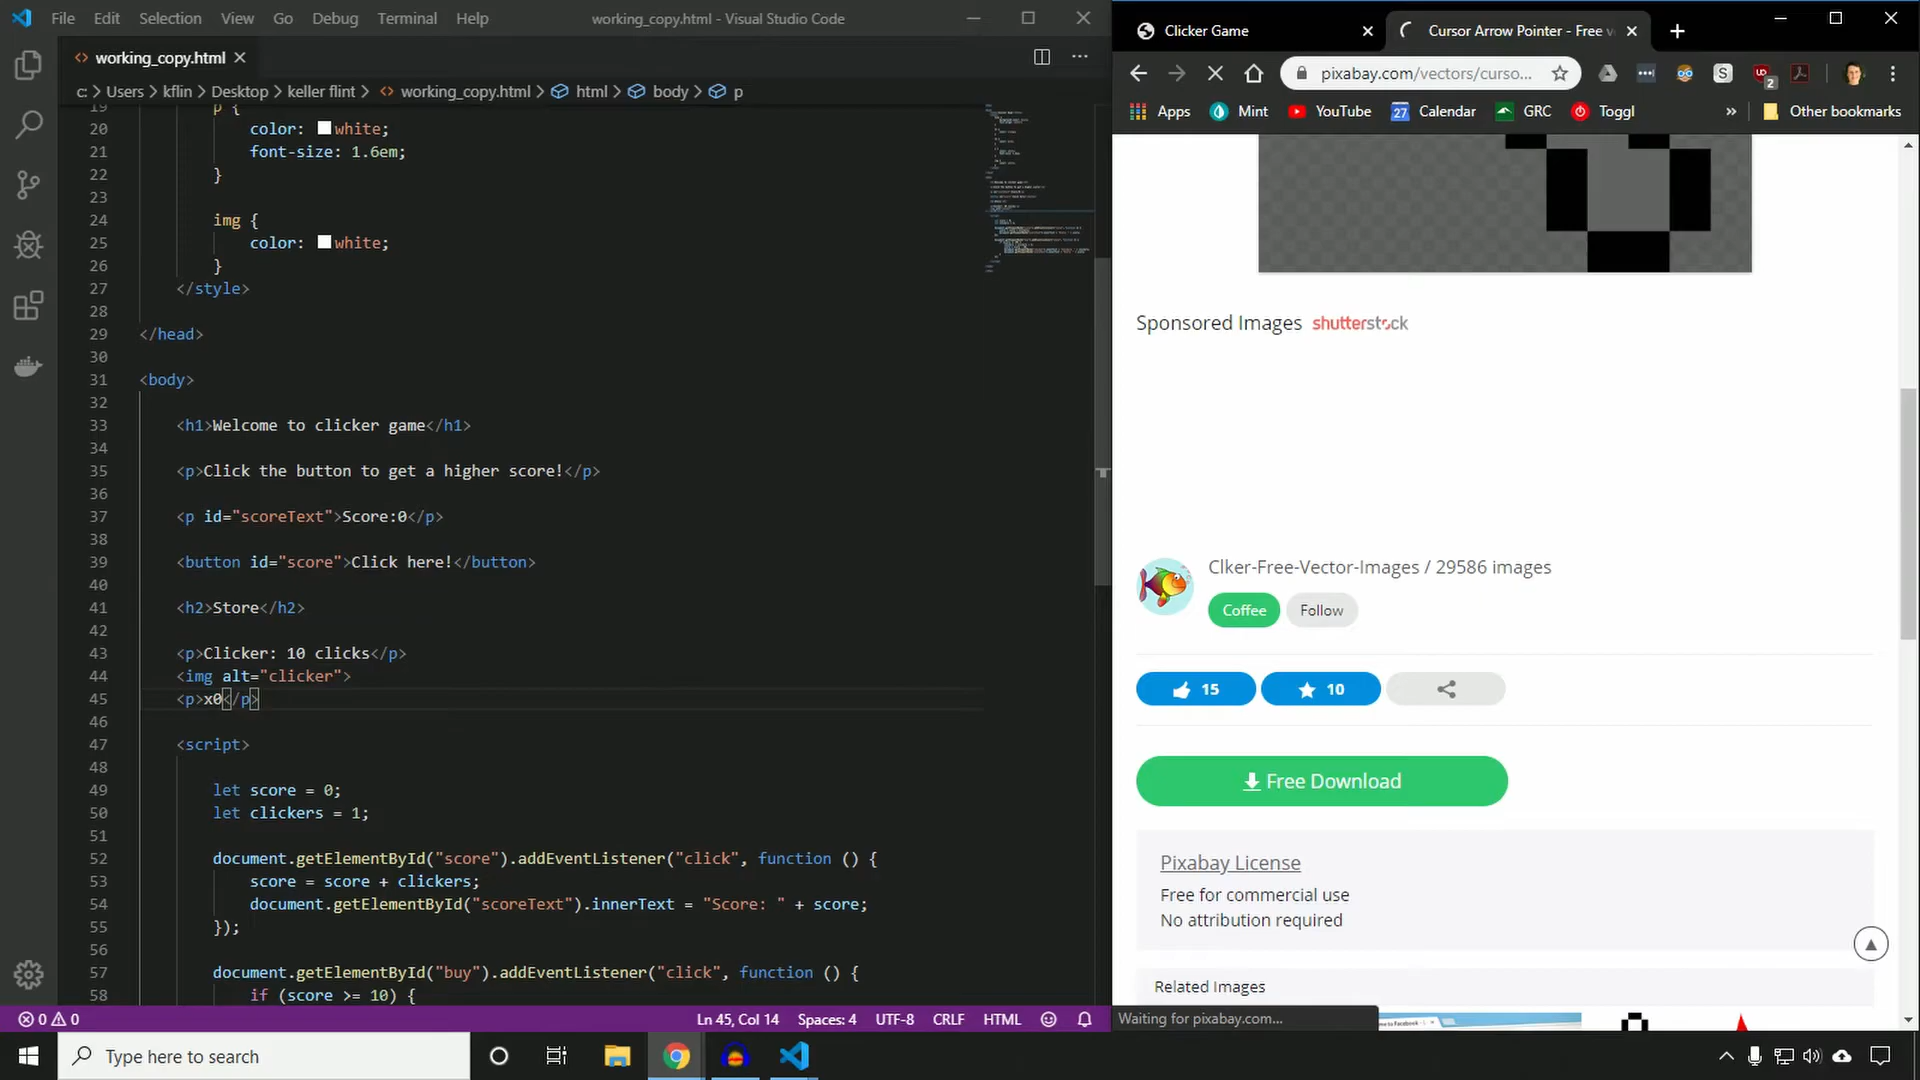 File Edit Selection View Go Debug Terminal Help
working_copy.html - Visual Studio Code
working_copy.html
c: > Users > kflin > Desktop > keller flint > working_copy.html > html > body > p
19 p {
20 color: white;
21 font-size: 1.6em;
22 }
23
24 img {
25 color: white;
26 }
27 </style>
28
29 </head>
30
31 <body>
32
33 <h1>Welcome to clicker game</h1>
34
35 <p>Click the button to get a higher score!</p>
36
37 <p id="scoreText">Score:0</p>
38
39 <button id="score">Click here!</button>
40
41 <h2>Store</h2>
42
43 <p>Clicker: 10 clicks</p>
44 <img alt="clicker">
45 <p>x0</p>
46
47 <script>
48
49 let score = 0;
50 let clickers = 1;
51
52 document.getElementById("score").addEventListener("click", function () {
53 score = score + clickers;
54 document.getElementById("scoreText").innerText = "Score: " + score;
55 });
56
57 document.getElementById("buy").addEventListener("click", function () {
58 if (score >= 10) {
0 0
Ln 45, Col 14 Spaces: 4 UTF-8 CRLF HTML
Clicker Game
Cursor Arrow Pointer - Free v
pixabay.com/vectors/curso...
Apps Mint YouTube 27 Calendar GRC Toggl » Other bookmarks
Sponsored Images shutterstock
Clker-Free-Vector-Images / 29586 images
Coffee Follow
15 10
Free Download
Pixabay License
Free for commercial use
No attribution required
Related Images
Waiting for pixabay.com...
Type here to search